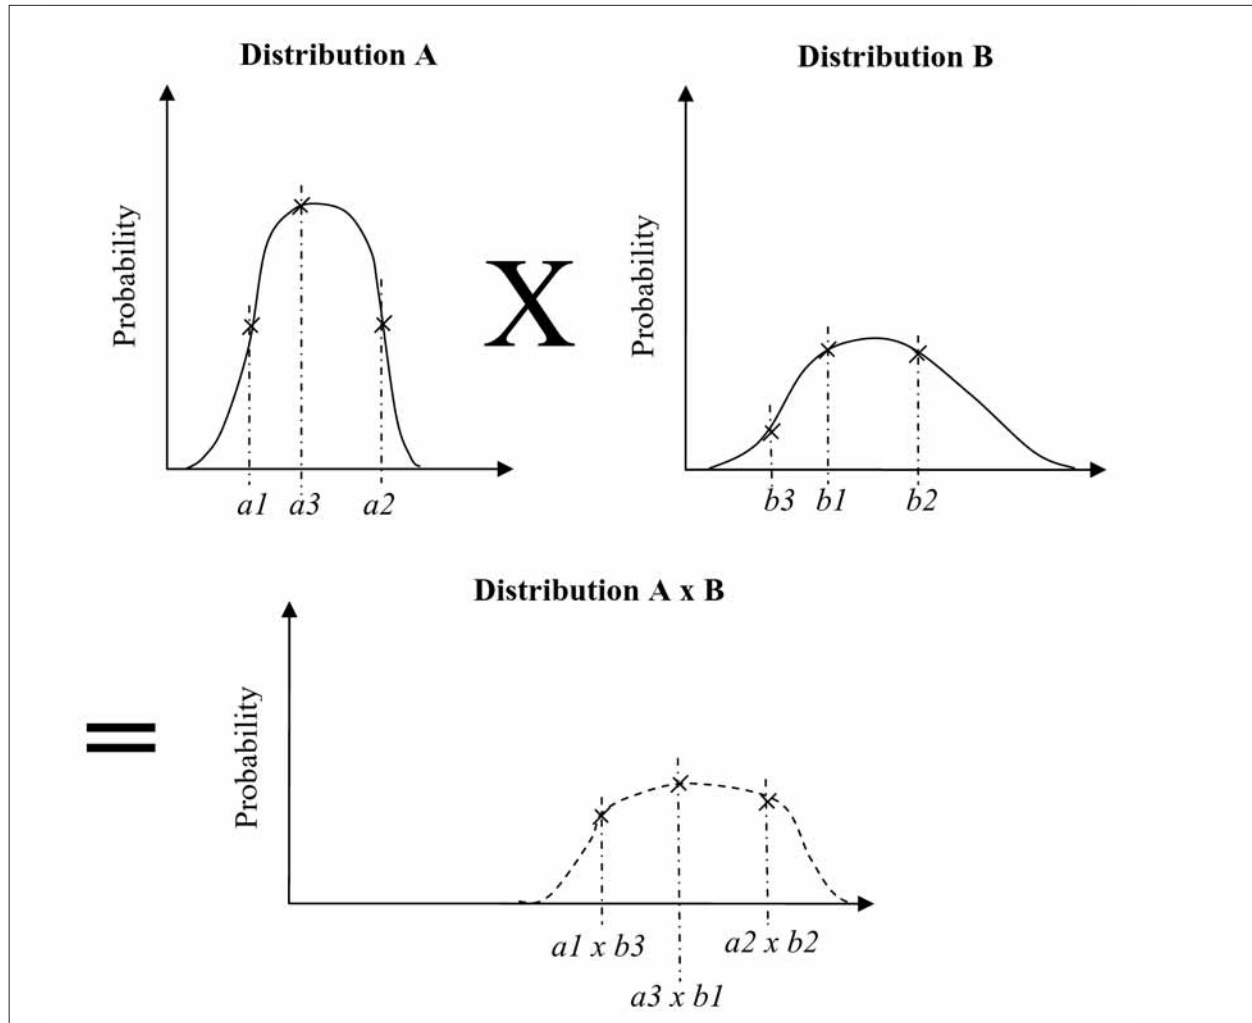 Distribution A
Distribution B
Probability
X
Probability
a1 a3 a2
b3 b1 b2
Distribution A x B
=
Probability
a1 x b3
a2 x b2
a3 x b1